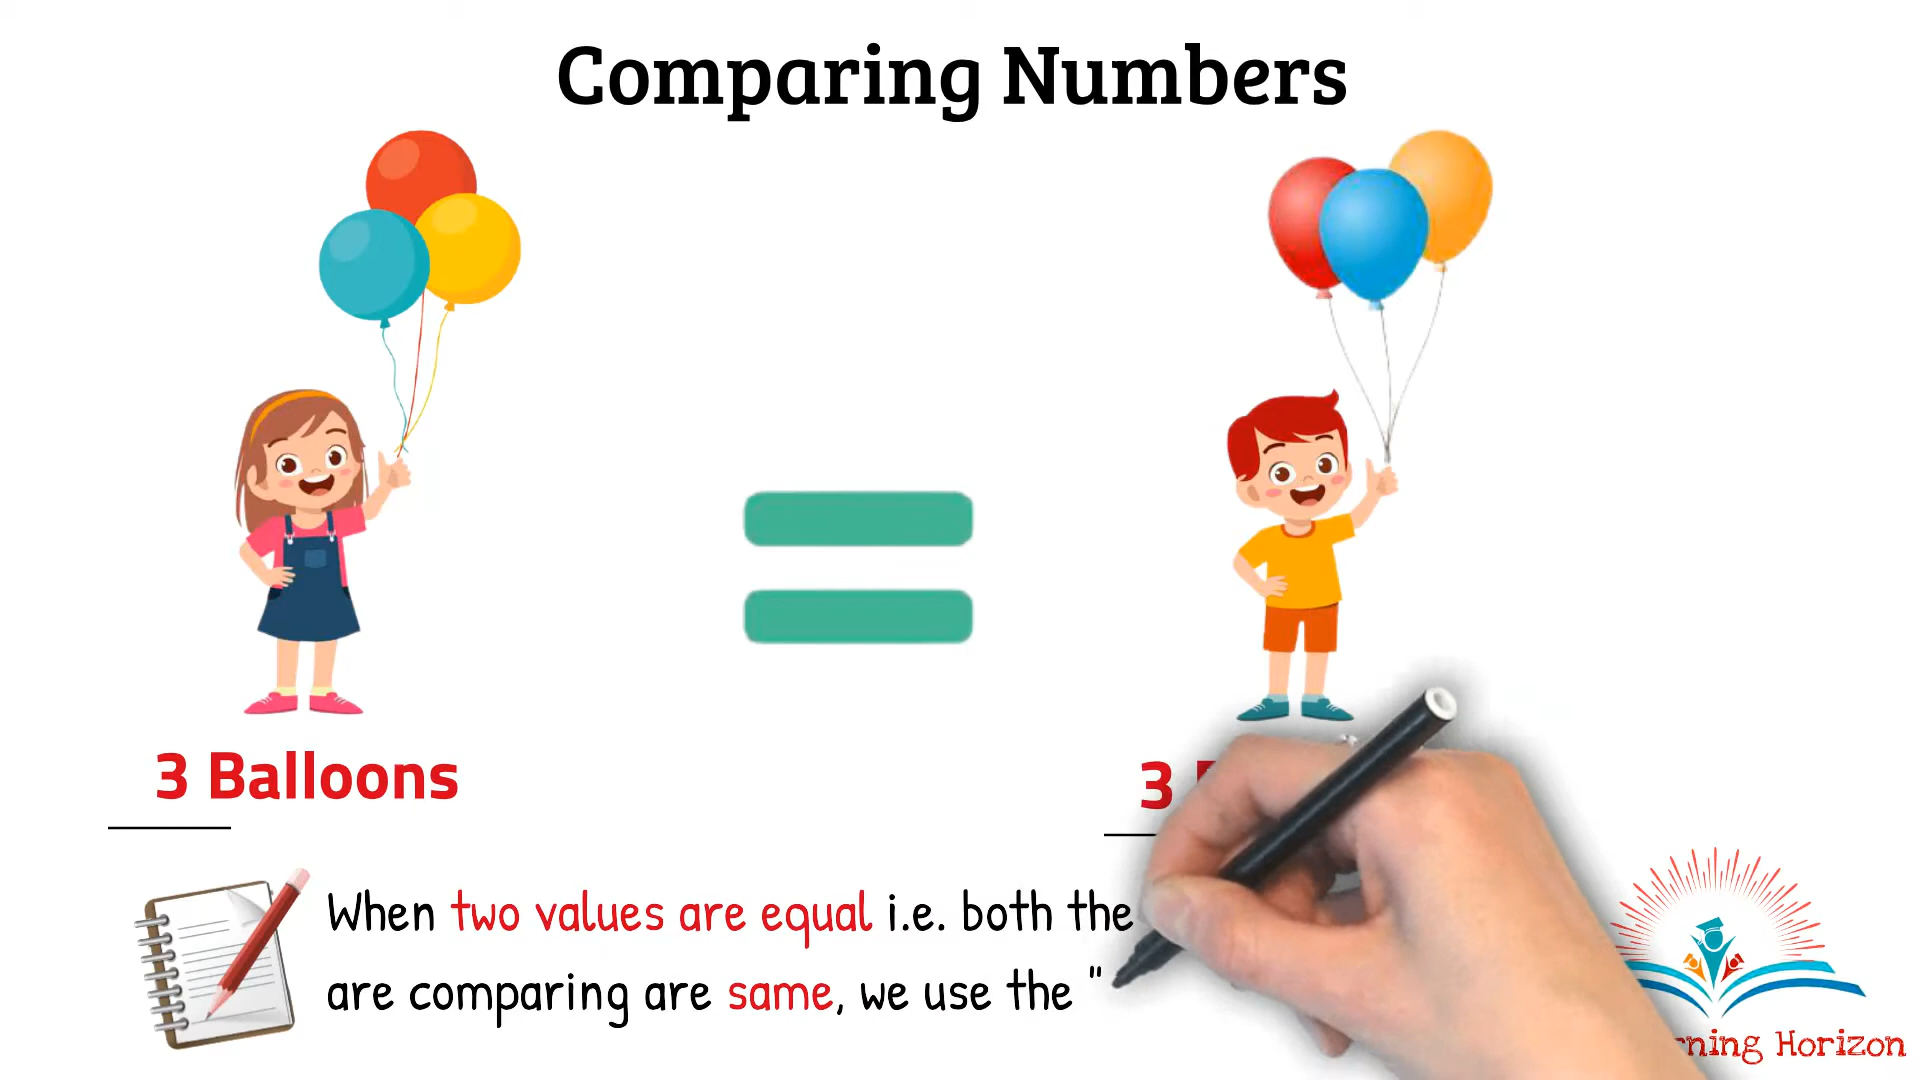 Comparing Numbers
3 Balloons
3
When two values are equal i.e. both the
are comparing are same, we use the "
Horizon